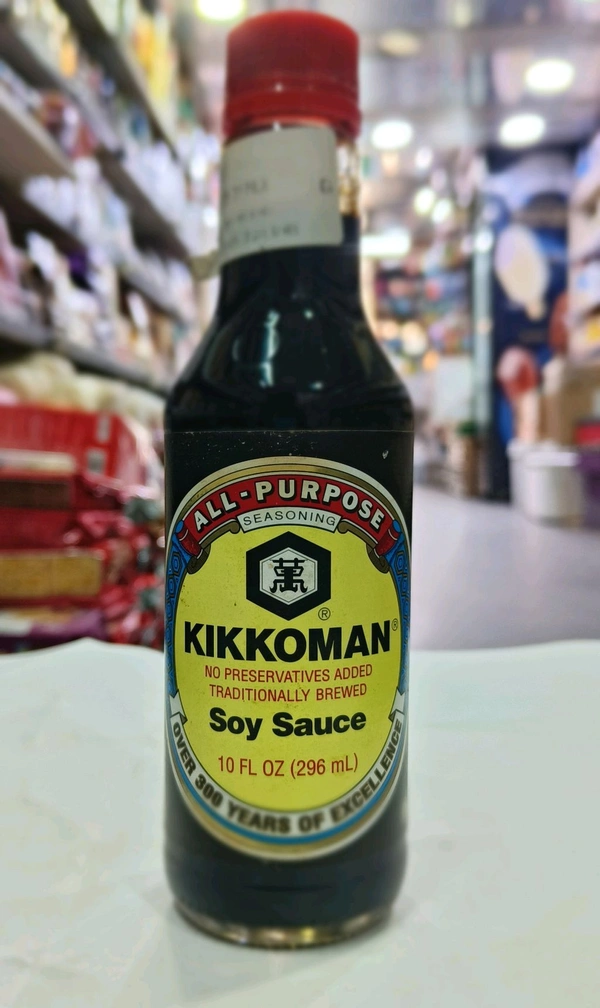 ALL-PURPOSE
SEASONING
萬
®
KIKKOMAN®
NO PRESERVATIVES ADDED
TRADITIONALLY BREWED
Soy Sauce
10 FL OZ (296 mL)
OVER 300 YEARS OF EXCELLENCE